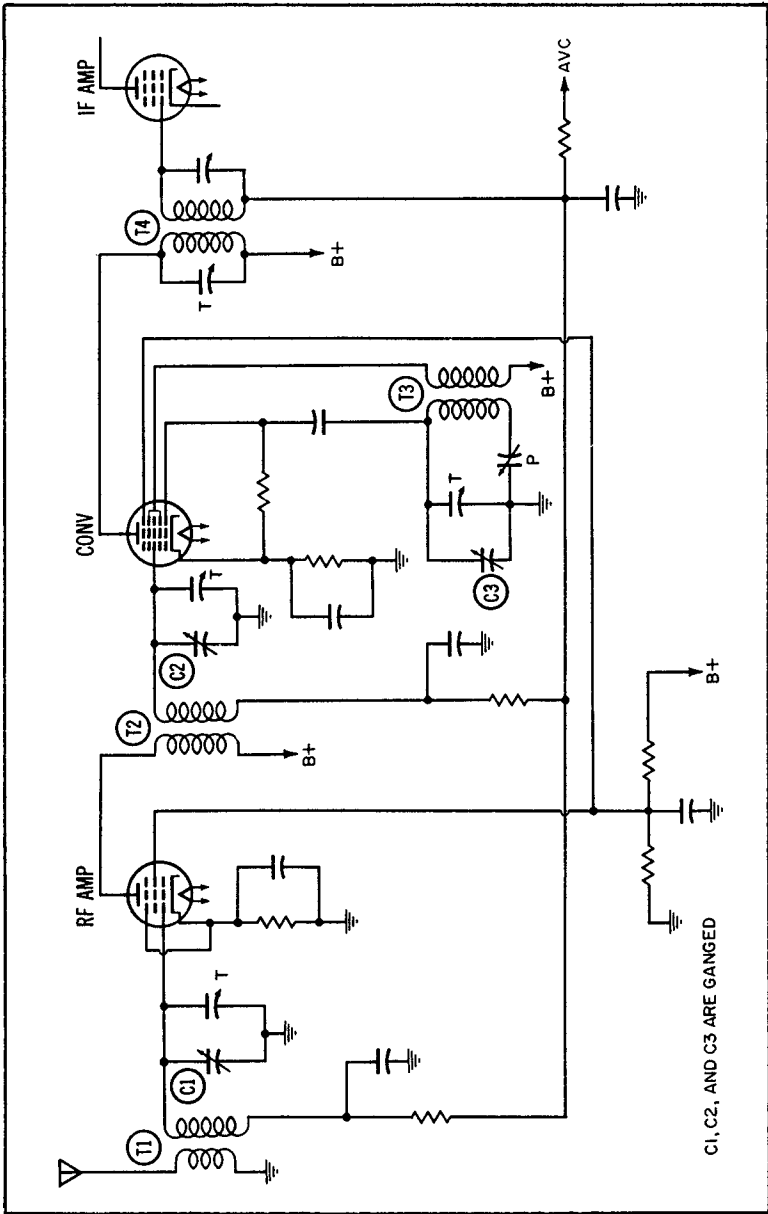 RF AMP
CONV
IF AMP
T1
C1
T
T2
B+
C2
T
T4
T
B+
T3
C3
T
P
B+
AVC
B+
C1, C2, AND C3 ARE GANGED